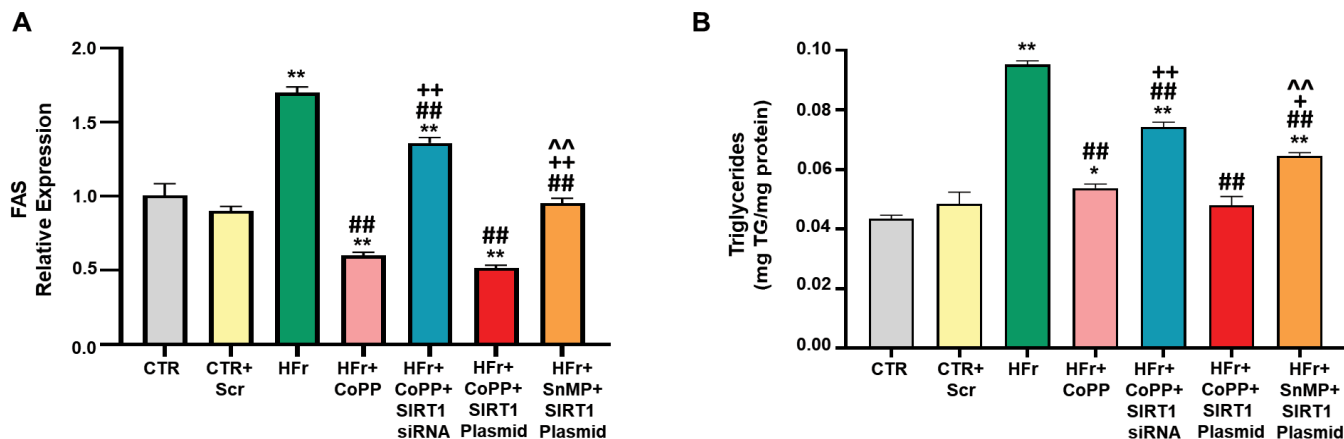 A
FAS
Relative Expression
2.0
1.5
1.0
0.5
0.0
**
##
**
++
##
**
##
**
^^
++
##
CTR
CTR+
Scr
HFr
HFr+
CoPP
HFr+
CoPP+
SIRT1
siRNA
HFr+
CoPP+
SIRT1
Plasmid
HFr+
SnMP+
SIRT1
Plasmid
B
Triglycerides
(mg TG/mg protein)
0.10
0.08
0.06
0.04
0.02
0.00
**
##
*
++
##
**
##
^^
+
##
**
CTR
CTR+
Scr
HFr
HFr+
CoPP
HFr+
CoPP+
SIRT1
siRNA
HFr+
CoPP+
SIRT1
Plasmid
HFr+
SnMP+
SIRT1
Plasmid